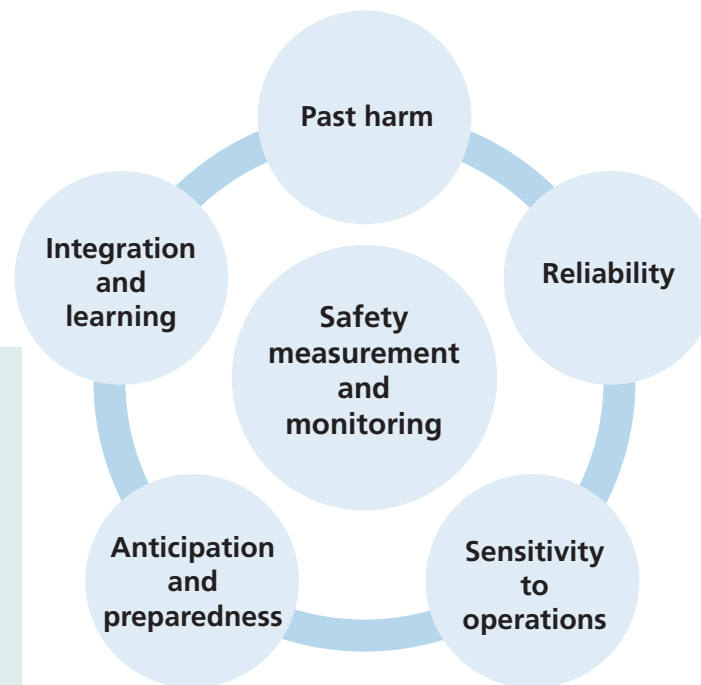 Past harm
Reliability
Sensitivity
to
operations
Anticipation
and
preparedness
Integration
and
learning
Safety
measurement
and
monitoring